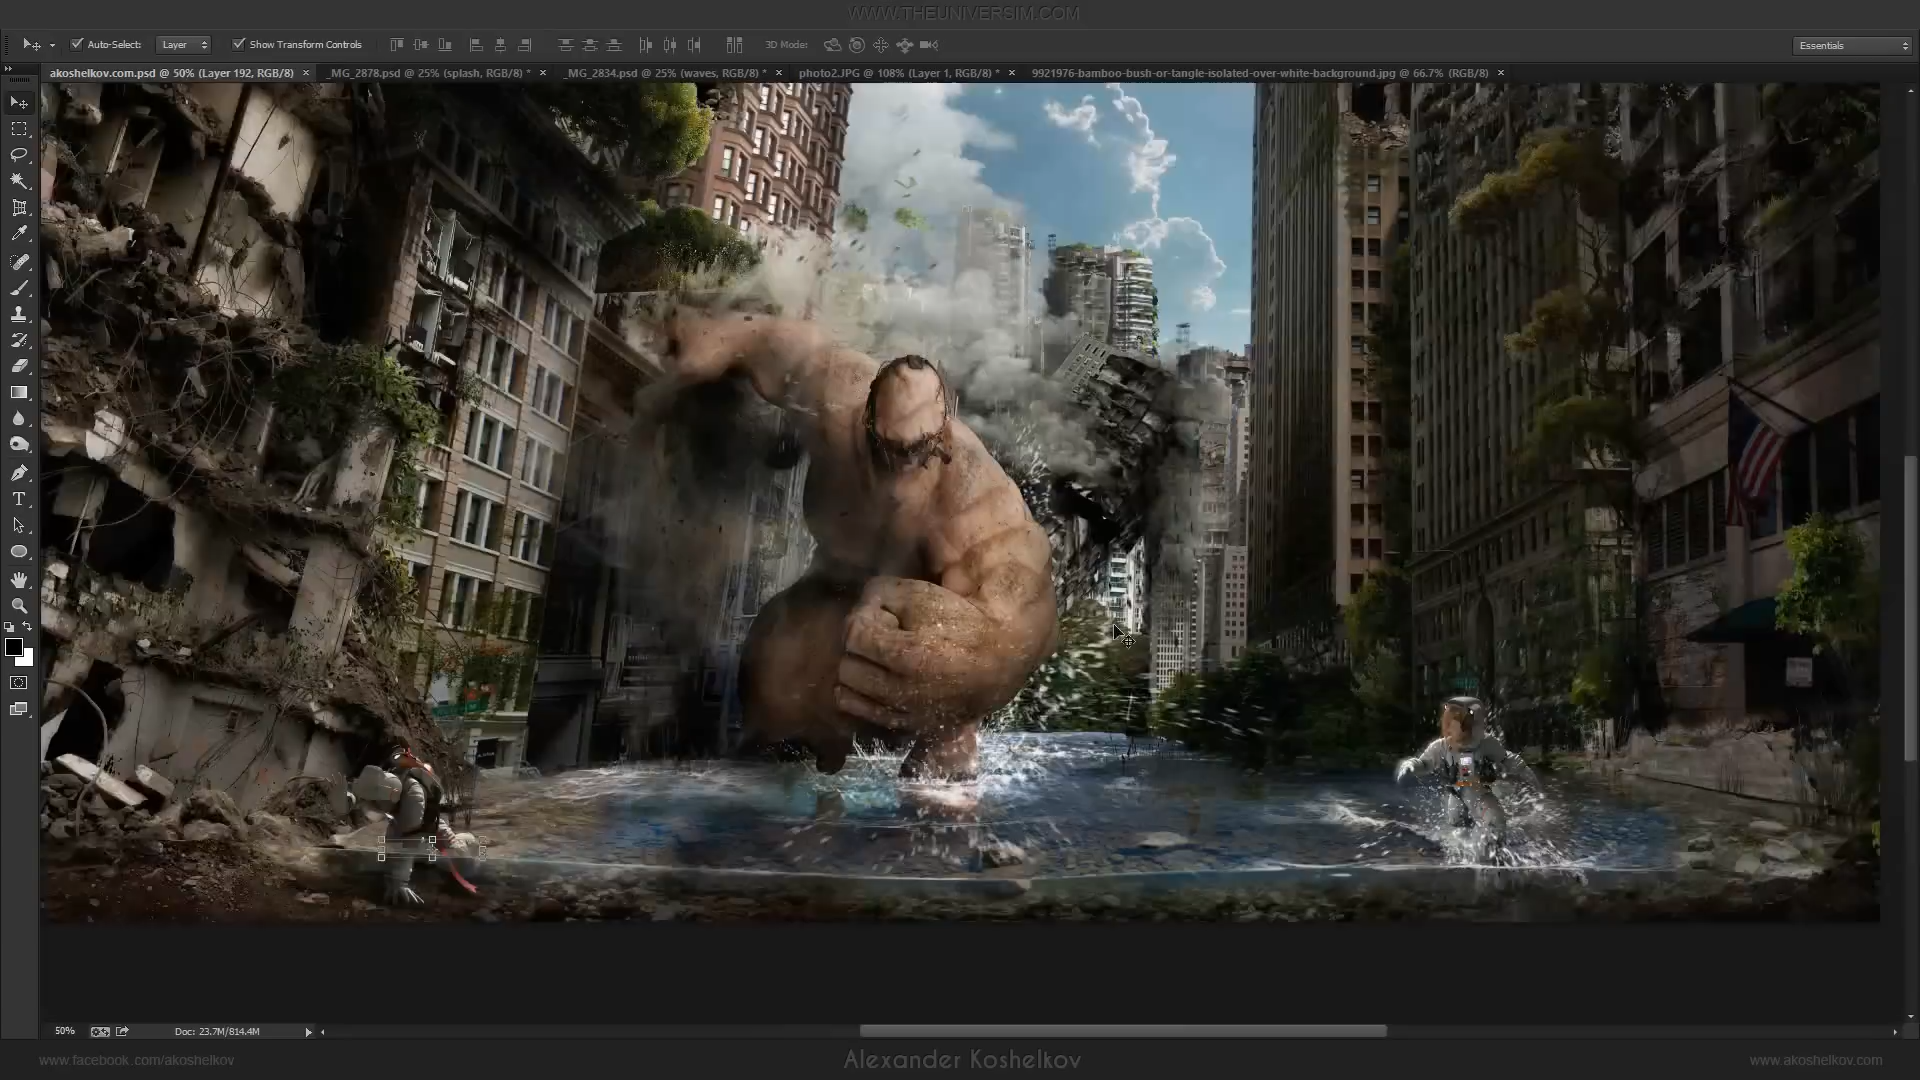 WWW.THEUNIVERSIM.COM
Auto-Select: Layer Show Transform Controls 3D Mode: Essentials
akoshelkov.com.psd @ 50% (Layer 192, RGB/8) × _MG_2878.psd @ 25% (splash, RGB/8) * × _MG_2834.psd @ 25% (waves, RGB/8) * × photo2.JPG @ 108% (Layer 1, RGB/8) * × 9921976-bamboo-bush-or-tangle-isolated-over-white-background.jpg @ 66.7% (RGB/8) ×
T
50% Doc: 23.7M/814.4M
www.facebook.com/akoshelkov Alexander Koshelkov www.akoshelkov.com